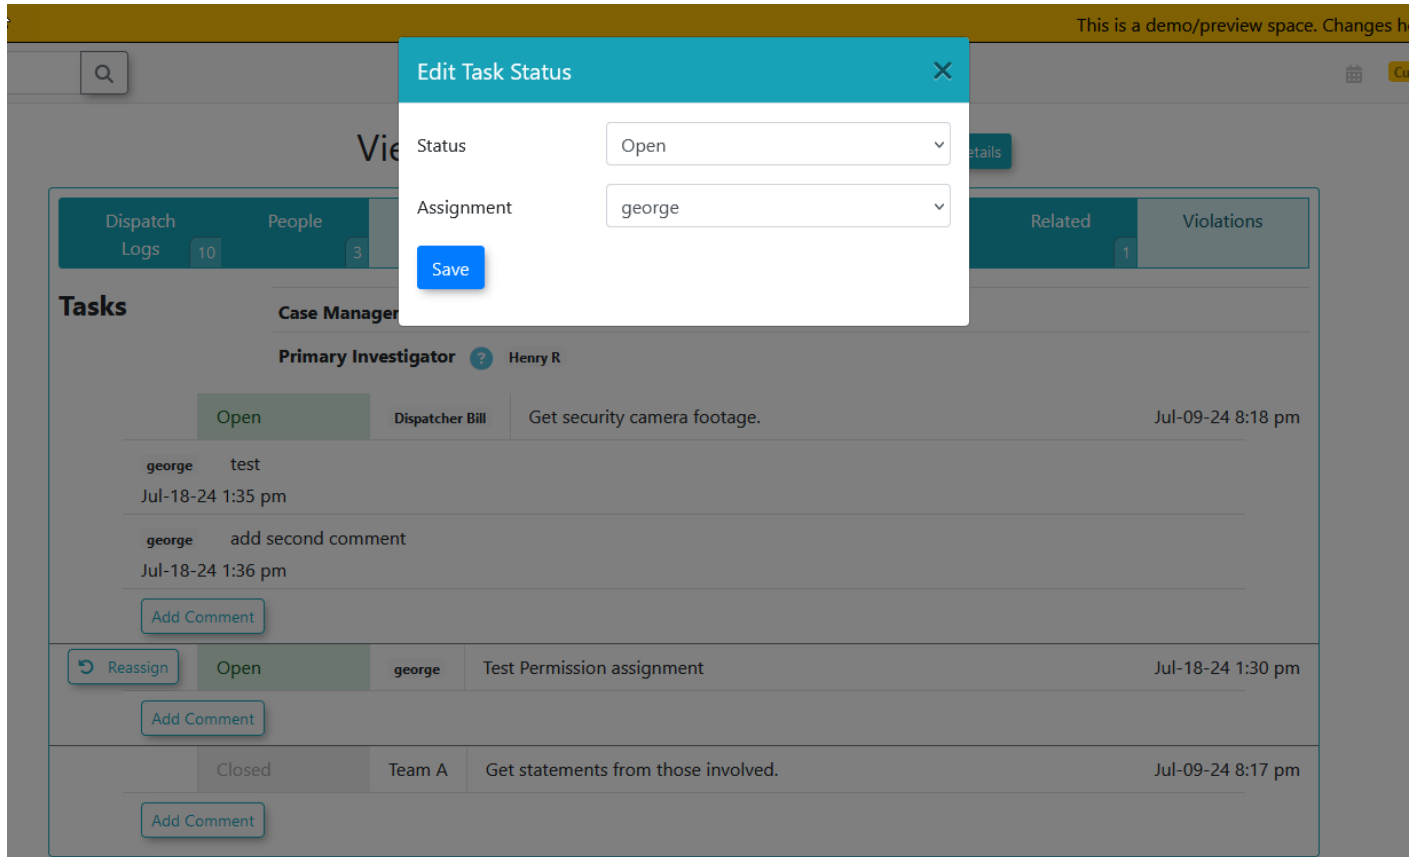 This is a demo/preview space. Changes h
Edit Task Status
Cu
Vie
Status
Open
etails
Assignment
george
Dispatch
Logs
10
People
3
Related
1
Violations
Save
Tasks
Case Manager
Primary Investigator ? Henry R
Open Dispatcher Bill Get security camera footage. Jul-09-24 8:18 pm
george test
Jul-18-24 1:35 pm
george add second comment
Jul-18-24 1:36 pm
Add Comment
Reassign Open george Test Permission assignment Jul-18-24 1:30 pm
Add Comment
Closed Team A Get statements from those involved. Jul-09-24 8:17 pm
Add Comment